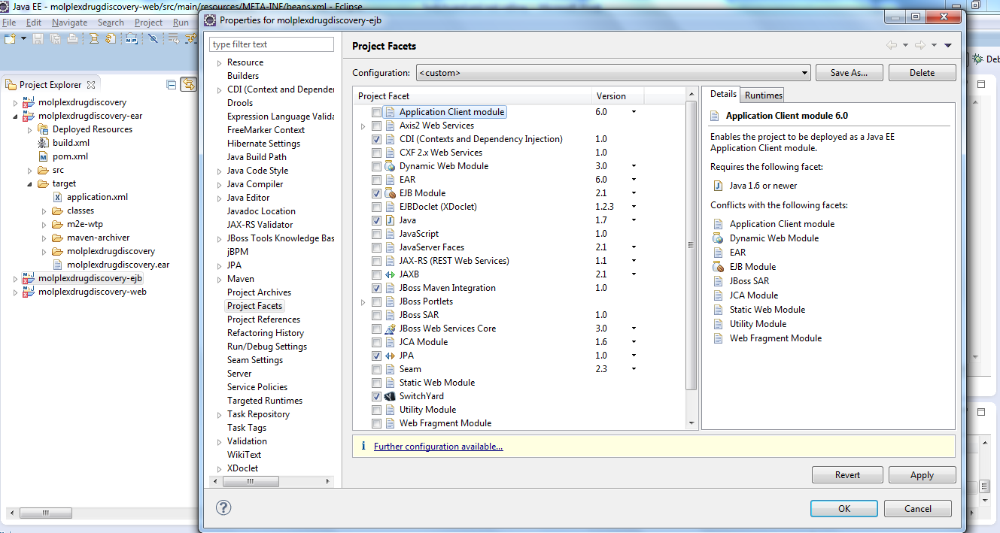 Java EE - molplexdrugdiscovery-web/src/main/resources/META-INF/beans.xml - Eclipse
File Edit Navigate Search Project Run
Project Explorer
molplexdrugdiscovery
molplexdrugdiscovery-ear
Deployed Resources
build.xml
pom.xml
src
target
application.xml
classes
m2e-wtp
maven-archiver
molplexdrugdiscovery
molplexdrugdiscovery.ear
molplexdrugdiscovery-ejb
molplexdrugdiscovery-web
Deb
Properties for molplexdrugdiscovery-ejb
type filter text
Resource
Builders
CDI (Context and Depender
Drools
Expression Language Valida
FreeMarker Context
Hibernate Settings
Java Build Path
Java Code Style
Java Compiler
Java Editor
Javadoc Location
JAX-RS Validator
JBoss Tools Knowledge Bas
jBPM
JPA
Maven
Project Archives
Project Facets
Project References
Refactoring History
Run/Debug Settings
Seam Settings
Server
Service Policies
Targeted Runtimes
Task Repository
Task Tags
Validation
WikiText
XDoclet
Project Facets
Configuration: <custom> Save As... Delete
Project Facet Version
Application Client module 6.0
Axis2 Web Services
CDI (Contexts and Dependency Injection) 1.0
CXF 2.x Web Services 1.0
Dynamic Web Module 3.0
EAR 6.0
EJB Module 2.1
EJBDoclet (XDoclet) 1.2.3
Java 1.7
JavaScript 1.0
JavaServer Faces 2.1
JAX-RS (REST Web Services) 1.1
JAXB 2.1
JBoss Maven Integration 1.0
JBoss Portlets
JBoss SAR 1.0
JBoss Web Services Core 3.0
JCA Module 1.6
JPA 1.0
Seam 2.3
Static Web Module
SwitchYard
Utility Module
Web Fragment Module
Details Runtimes
Application Client module 6.0
Enables the project to be deployed as a Java EE
Application Client module.
Requires the following facet:
Java 1.6 or newer
Conflicts with the following facets:
Application Client module
Dynamic Web Module
EAR
EJB Module
JBoss SAR
JCA Module
Static Web Module
Utility Module
Web Fragment Module
Further configuration available...
Revert Apply
OK Cancel